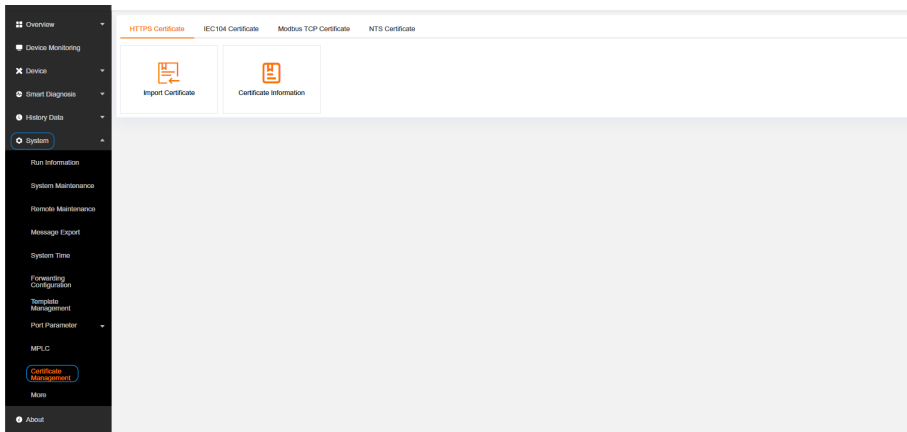 Overview
Device Monitoring
Device
Smart Diagnosis
History Data
System
Run Information
System Maintenance
Remote Maintenance
Message Export
System Time
Forwarding
Configuration
Template
Management
Port Parameter
MPLC
Certificate
Management
More
About
HTTPS Certificate IEC104 Certificate Modbus TCP Certificate NTS Certificate
Import Certificate Certificate Information